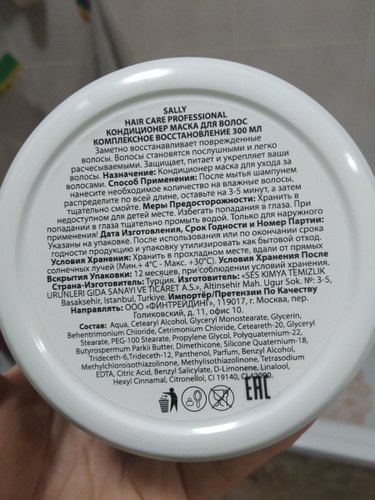 SALLY
HAIR CARE PROFESSIONAL
КОНДИЦИОНЕР МАСКА ДЛЯ ВОЛОС
КОМПЛЕКСНОЕ ВОССТАНОВЛЕНИЕ 300 МЛ
Заметно восстанавливает поврежденные
волосы. Волосы становятся послушными и легко
расчесываемыми. Защищает, питает и укрепляет ваши
волосы. Назначение: Кондиционер маска для ухода за
волосами. Способ Применения: После мытья шампунем
нанесите необходимое количество на влажные волосы,
распределите по всей длине, оставьте на 3-5 минут, а затем
тщательно смойте. Меры Предосторожности: Хранить в
недоступном для детей месте. Избегать попадания в глаза. При
попадании в глаза тщательно промыть водой. Только для наружного
применения! Дата Изготовления, Срок Годности и Номер Партии:
Указаны на упаковке. После использования или по окончании срока
годности продукцию и упаковку утилизировать как бытовой отход.
Условия Хранения: Хранить в прохладном месте, вдали от прямых
солнечных лучей (Мин.+ 4°C - Макс. +30°C). Условия Хранения После
Вскрытия Упаковки: 12 месяцев, при соблюдении условий хранения.
Страна-Изготовитель: Турция. Изготовитель: «SES KIMYA TEMIZLIK
URUNLERI GIDA SANAYI VE TICARET A.S», Altinsehir Mah. Ugur Sok. No: 3-5,
Basaksehir, Istanbul, Turkiye. Импортёр/Претензии По Качеству
Направлять: ООО «ФИНТРЕЙДИНГ», 119017, г. Москва, пер.
Голиковский, д. 11, офис 10.
Состав: Aqua, Cetearyl Alcohol, Glyceryl Monostearate, Glycerin,
Behentrimonium Chloride, Cetrimonium Chloride, Ceteareth-20, Glyceryl
Stearate, PEG-100 Stearate, Propylene Glycol, Polyquaternium-22,
Butyrospermum Parkii Butter, Dimethicone, Silicone Quaternium-18,
Trideceth-6,Trideceth-12, Panthenol, Parfum, Benzyl Alcohol,
Methylchloroisothiazolinone, Methylisothiazolinone, Tetrasodium
EDTA, Citric Acid, Benzyl Salicylate, D-Limonene, Linalool,
Hexyl Cinnamal, Citronellol, CI 19140, CI 42090.
EAC